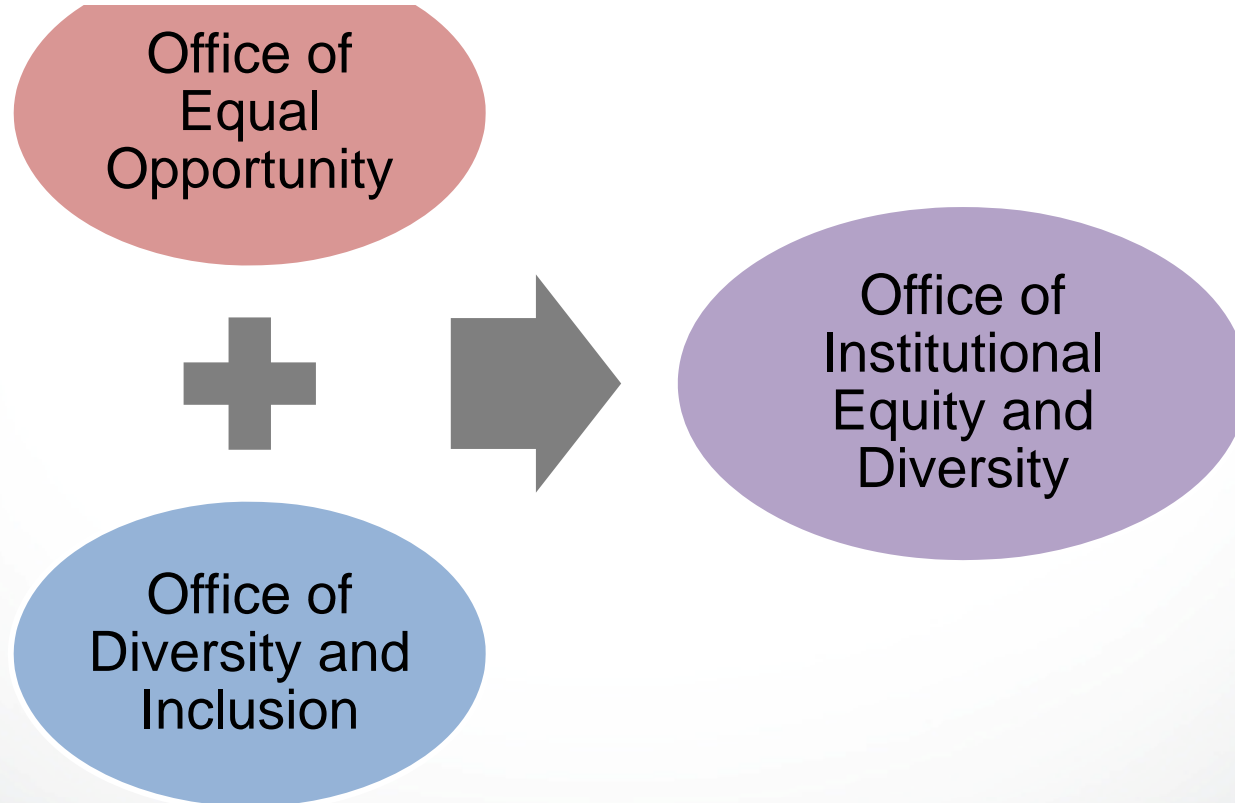 Office of
Equal
Opportunity
Office of
Institutional
Equity and
Diversity
Office of
Diversity and
Inclusion